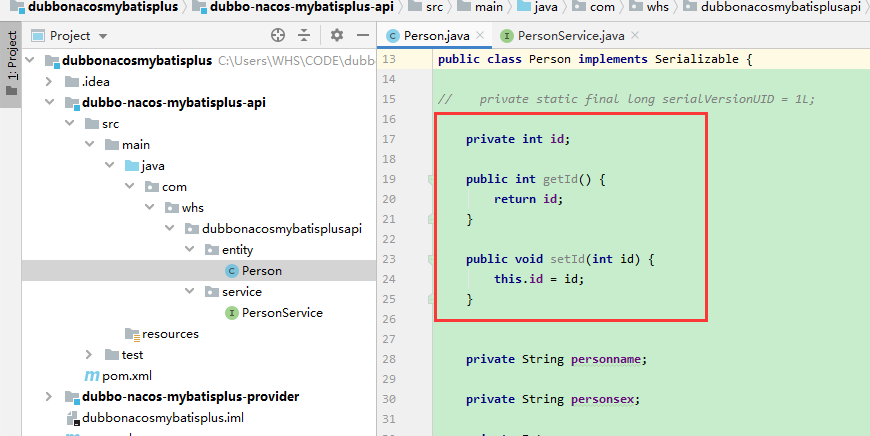 dubbonacosmybatisplus dubbo-nacos-mybatisplus-api src main java com whs dubbonacosmybatisplusapi
1: Project
Project
dubbonacosmybatisplus C:\Users\WHS\CODE\dubbo
.idea
dubbo-nacos-mybatisplus-api
src
main
java
com
whs
dubbonacosmybatisplusapi
entity
Person
service
PersonService
resources
test
pom.xml
dubbo-nacos-mybatisplus-provider
dubbonacosmybatisplus.iml
Person.java
PersonService.java
13 public class Person implements Serializable {
14
15 // private static final long serialVersionUID = 1L;
16
17 private int id;
18
19 public int getId() {
20 return id;
21 }
22
23 public void setId(int id) {
24 this.id = id;
25 }
26
27
28 private String personname;
29
30 private String personsex;
31